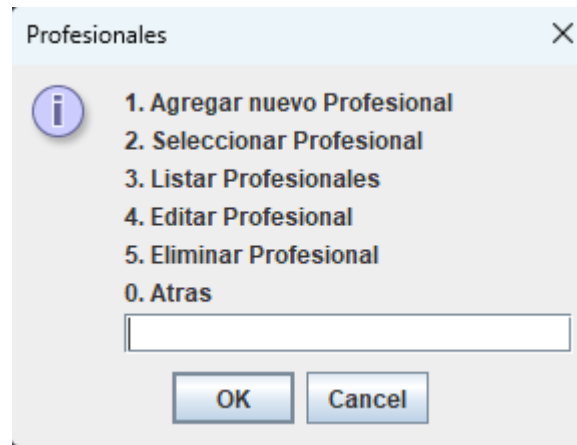 Profesionales
1. Agregar nuevo Profesional
2. Seleccionar Profesional
3. Listar Profesionales
4. Editar Profesional
5. Eliminar Profesional
0. Atras
OK Cancel